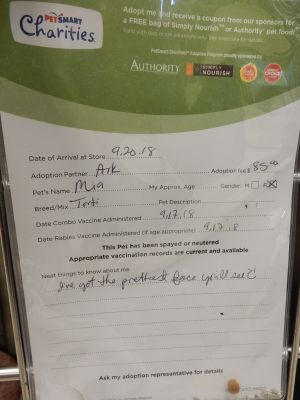 PETSMART
Charities
Adopt me and receive a coupon from our sponsors for
a FREE bag of Simply Nourish™ or Authority® pet food!
PetSmart Charities® Adoption Program proudly sponsored by:
AUTHORITY SIMPLY NOURISH
Date of Arrival at Store 9.20.18
Adoption Partner Ark Adoption fee $ 85.00
Pet's Name Mia My Approx. Age Gender: M F
Breed/Mix Torti Pet Description
Date Combo Vaccine Administered 9.17.18
Date Rabies Vaccine Administered (if age appropriate) 9.17.18
This Pet has been spayed or neutered
Appropriate vaccination records are current and available
Neat things to know about me
I've got the prettiest face you'll see!
Ask my adoption representative for details